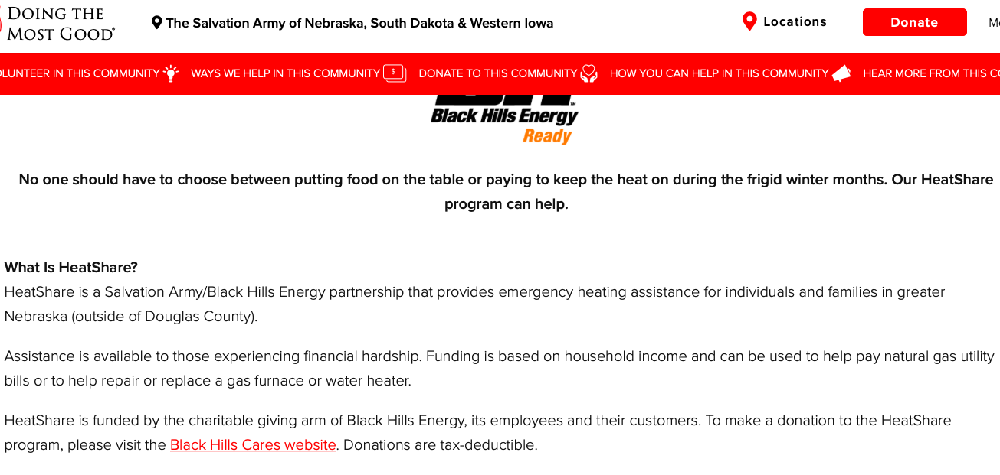 DOING THE
MOST GOOD®
The Salvation Army of Nebraska, South Dakota & Western Iowa
Locations
Donate
OLUNTEER IN THIS COMMUNITY
WAYS WE HELP IN THIS COMMUNITY
$
DONATE TO THIS COMMUNITY
HOW YOU CAN HELP IN THIS COMMUNITY
HEAR MORE FROM THIS CO
Black Hills Energy
Ready
No one should have to choose between putting food on the table or paying to keep the heat on during the frigid winter months. Our HeatShare
program can help.
What Is HeatShare?
HeatShare is a Salvation Army/Black Hills Energy partnership that provides emergency heating assistance for individuals and families in greater
Nebraska (outside of Douglas County).
Assistance is available to those experiencing financial hardship. Funding is based on household income and can be used to help pay natural gas utility
bills or to help repair or replace a gas furnace or water heater.
HeatShare is funded by the charitable giving arm of Black Hills Energy, its employees and their customers. To make a donation to the HeatShare
program, please visit the Black Hills Cares website. Donations are tax-deductible.